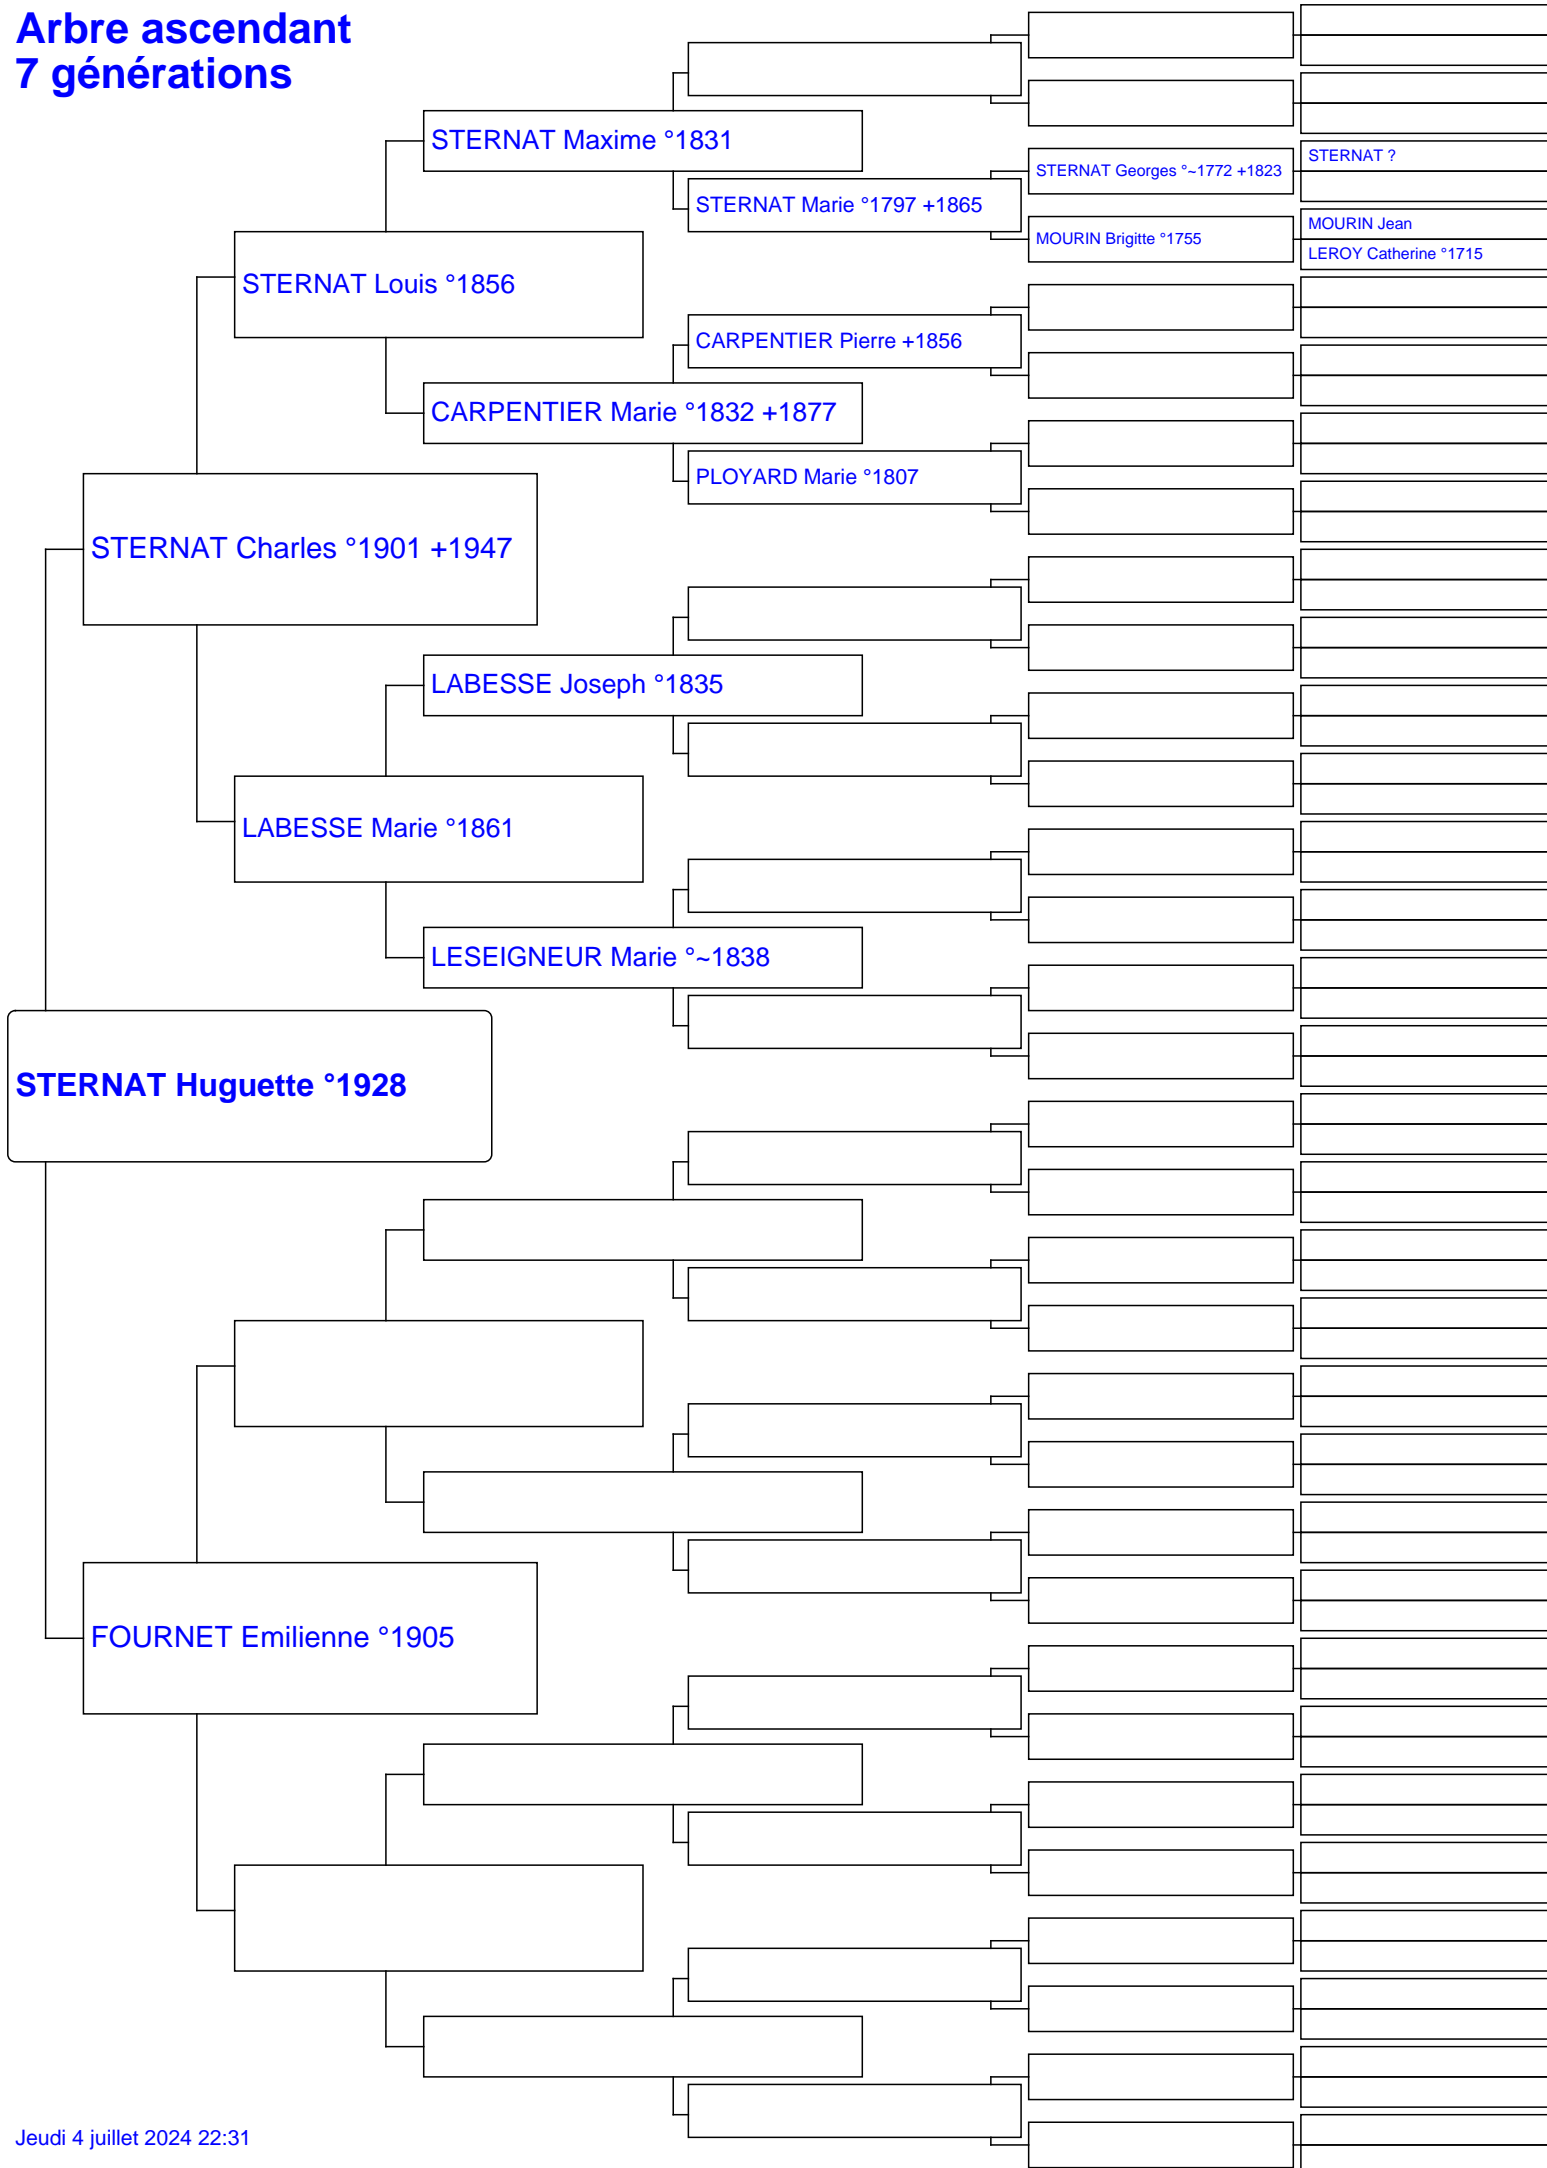 Arbre ascendant
7 générations
STERNAT Maxime °1831
STERNAT ?
STERNAT Georges °~1772 +1823
STERNAT Marie °1797 +1865
MOURIN Jean
MOURIN Brigitte °1755
LEROY Catherine °1715
STERNAT Louis °1856
CARPENTIER Pierre +1856
CARPENTIER Marie °1832 +1877
PLOYARD Marie °1807
STERNAT Charles °1901 +1947
LABESSE Joseph °1835
LABESSE Marie °1861
LESEIGNEUR Marie °~1838
STERNAT Huguette °1928
FOURNET Emilienne °1905
Jeudi 4 juillet 2024 22:31